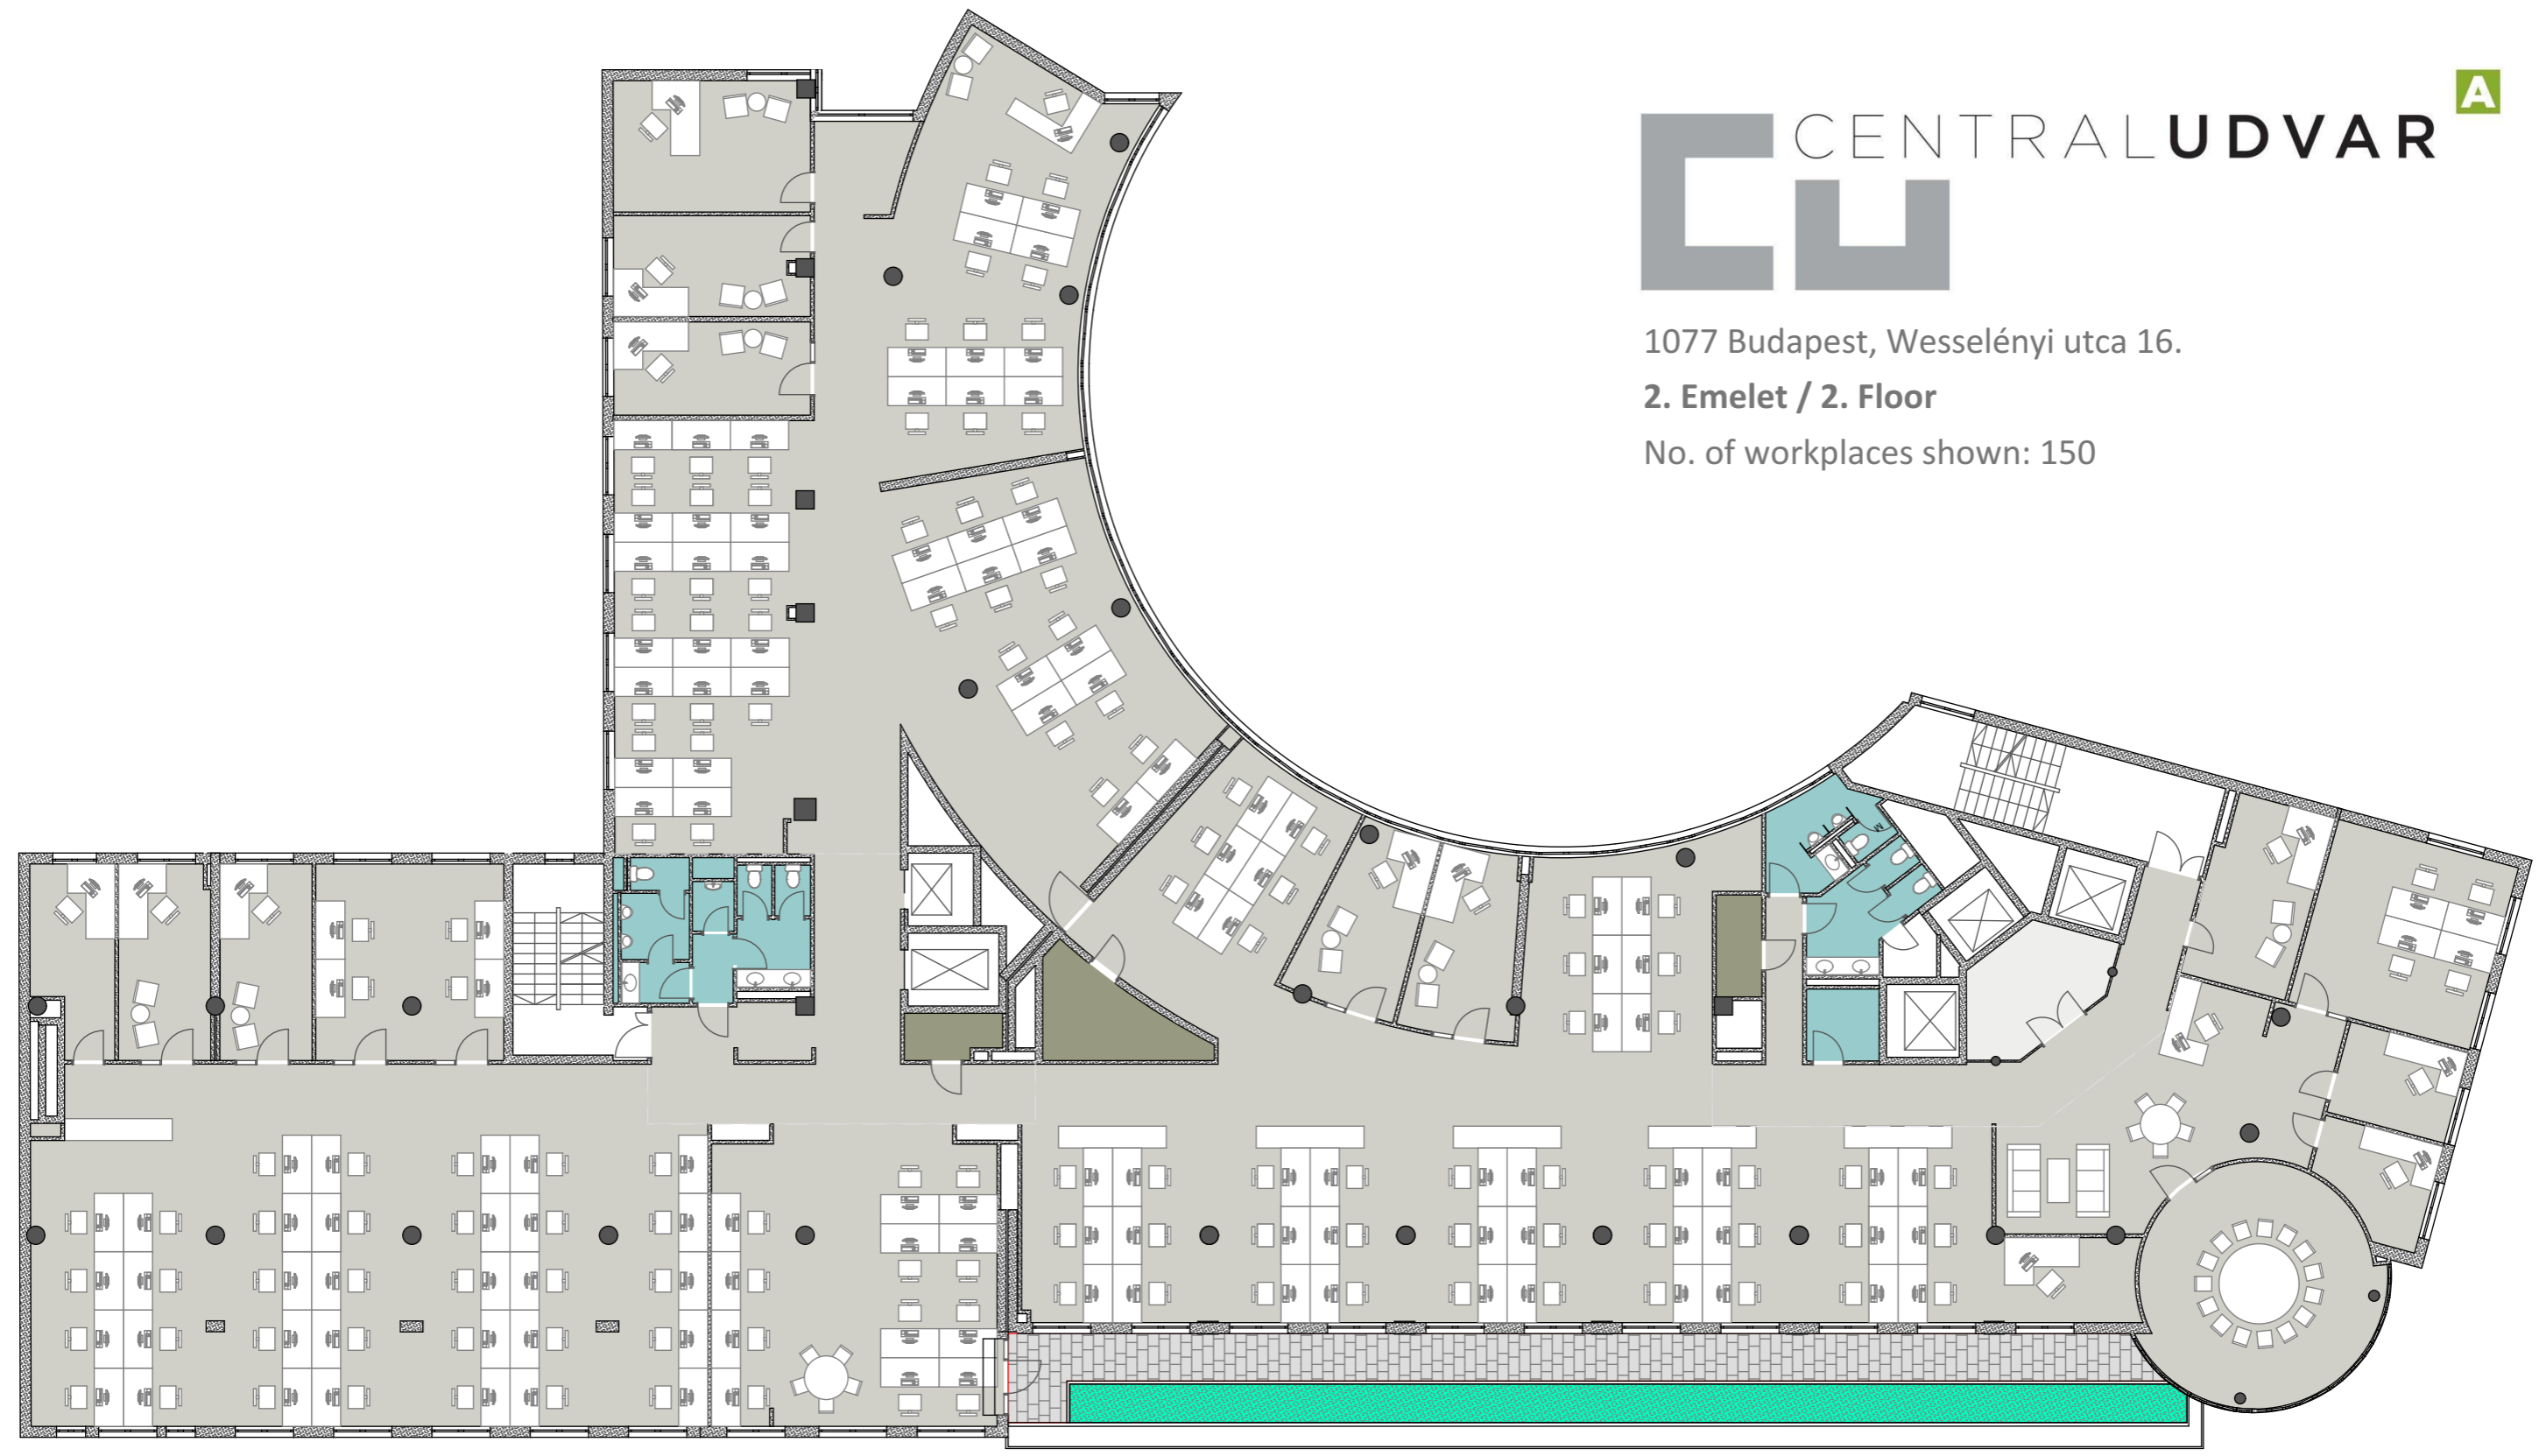 CENTRALUDVAR A
1077 Budapest, Wesselényi utca 16.
2. Emelet / 2. Floor
No. of workplaces shown: 150